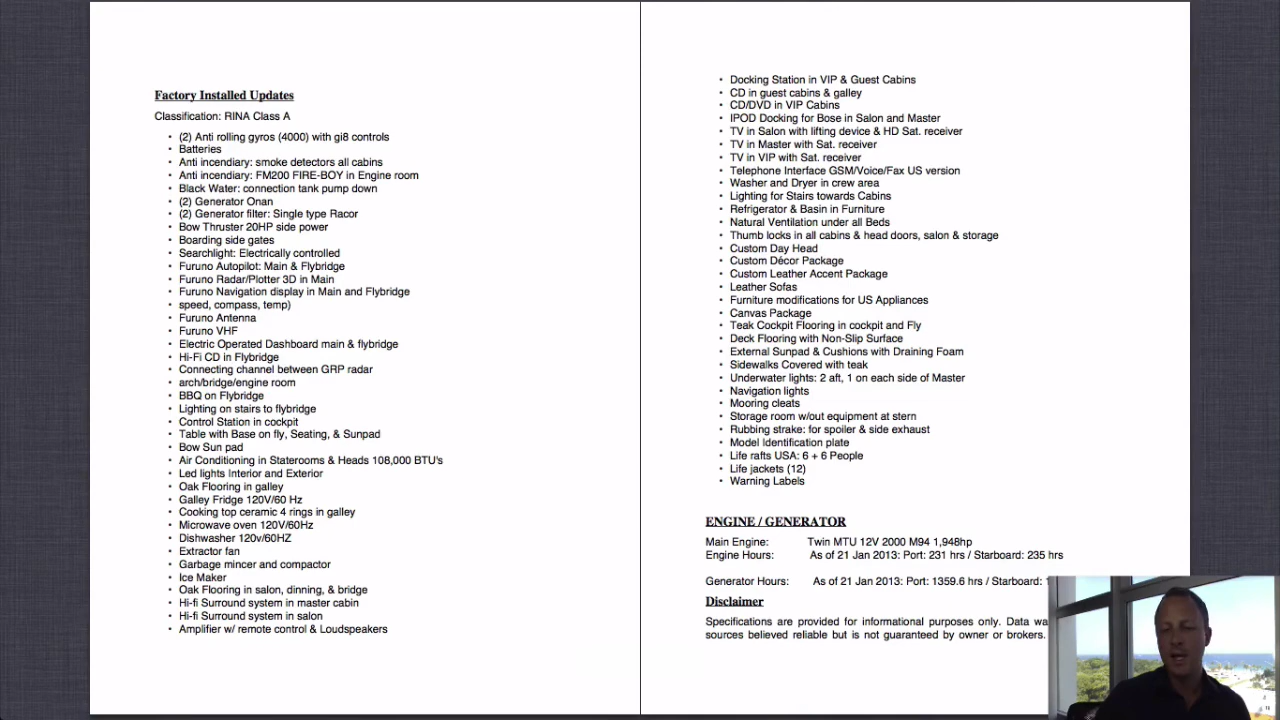 Factory Installed Updates
Classification: RINA Class A
• (2) Anti rolling gyros (4000) with gi8 controls
• Batteries
• Anti incendiary: smoke detectors all cabins
• Anti incendiary: FM200 FIRE-BOY in Engine room
• Black Water: connection tank pump down
• (2) Generator Onan
• (2) Generator filter: Single type Racor
• Bow Thruster 20HP side power
• Boarding side gates
• Searchlight: Electrically controlled
• Furuno Autopilot: Main & Flybridge
• Furuno Radar/Plotter 3D in Main
• Furuno Navigation display in Main and Flybridge
• speed, compass, temp)
• Furuno Antenna
• Furuno VHF
• Electric Operated Dashboard main & flybridge
• Hi-Fi CD in Flybridge
• Connecting channel between GRP radar
• arch/bridge/engine room
• BBQ on Flybridge
• Lighting on stairs to flybridge
• Control Station in cockpit
• Table with Base on fly, Seating, & Sunpad
• Bow Sun pad
• Air Conditioning in Staterooms & Heads 108,000 BTU's
• Led lights Interior and Exterior
• Oak Flooring in galley
• Galley Fridge 120V/60 Hz
• Cooking top ceramic 4 rings in galley
• Microwave oven 120V/60Hz
• Dishwasher 120v/60HZ
• Extractor fan
• Garbage mincer and compactor
• Ice Maker
• Oak Flooring in salon, dinning, & bridge
• Hi-fi Surround system in master cabin
• Hi-fi Surround system in salon
• Amplifier w/ remote control & Loudspeakers
• Docking Station in VIP & Guest Cabins
• CD in guest cabins & galley
• CD/DVD in VIP Cabins
• IPOD Docking for Bose in Salon and Master
• TV in Salon with lifting device & HD Sat. receiver
• TV in Master with Sat. receiver
• TV in VIP with Sat. receiver
• Telephone Interface GSM/Voice/Fax US version
• Washer and Dryer in crew area
• Lighting for Stairs towards Cabins
• Refrigerator & Basin in Furniture
• Natural Ventilation under all Beds
• Thumb locks in all cabins & head doors, salon & storage
• Custom Day Head
• Custom Décor Package
• Custom Leather Accent Package
• Leather Sofas
• Furniture modifications for US Appliances
• Canvas Package
• Teak Cockpit Flooring in cockpit and Fly
• Deck Flooring with Non-Slip Surface
• External Sunpad & Cushions with Draining Foam
• Sidewalks Covered with teak
• Underwater lights: 2 aft, 1 on each side of Master
• Navigation lights
• Mooring cleats
• Storage room w/out equipment at stern
• Rubbing strake: for spoiler & side exhaust
• Model Identification plate
• Life rafts USA: 6 + 6 People
• Life jackets (12)
• Warning Labels
ENGINE / GENERATOR
Main Engine: Twin MTU 12V 2000 M94 1,948hp
Engine Hours: As of 21 Jan 2013: Port: 231 hrs / Starboard: 235 hrs
Generator Hours: As of 21 Jan 2013: Port: 1359.6 hrs / Starboard:
Disclaimer
Specifications are provided for informational purposes only. Data
sources believed reliable but is not guaranteed by owner or brokers.